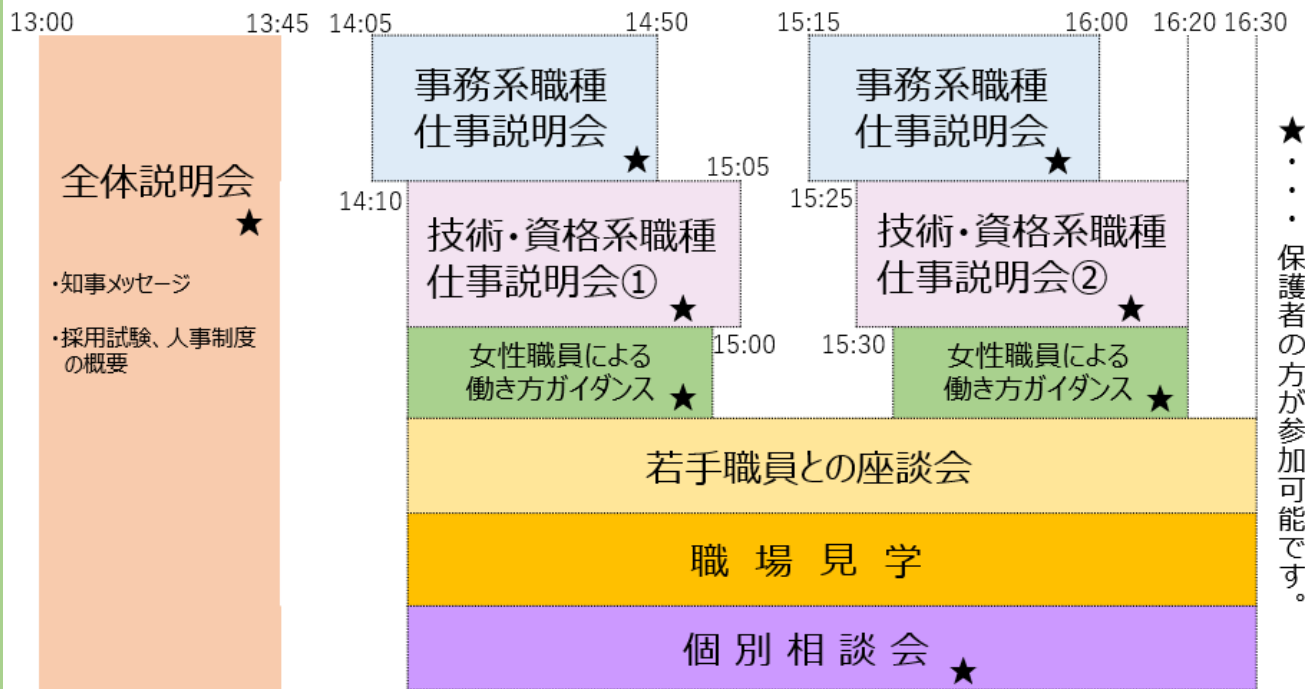 13:00 13:45 14:05 14:50 15:15 16:00 16:20 16:30
全体説明会
★
・知事メッセージ
・採用試験、人事制度
の概要
事務系職種
仕事説明会
★
事務系職種
仕事説明会
★
14:10
15:05
技術・資格系職種
仕事説明会①
★
15:25
技術・資格系職種
仕事説明会②
★
15:00
女性職員による
働き方ガイダンス ★
15:30
女性職員による
働き方ガイダンス ★
若手職員との座談会
職場見学
個別相談会 ★
★・・・保護者の方が参加可能です。